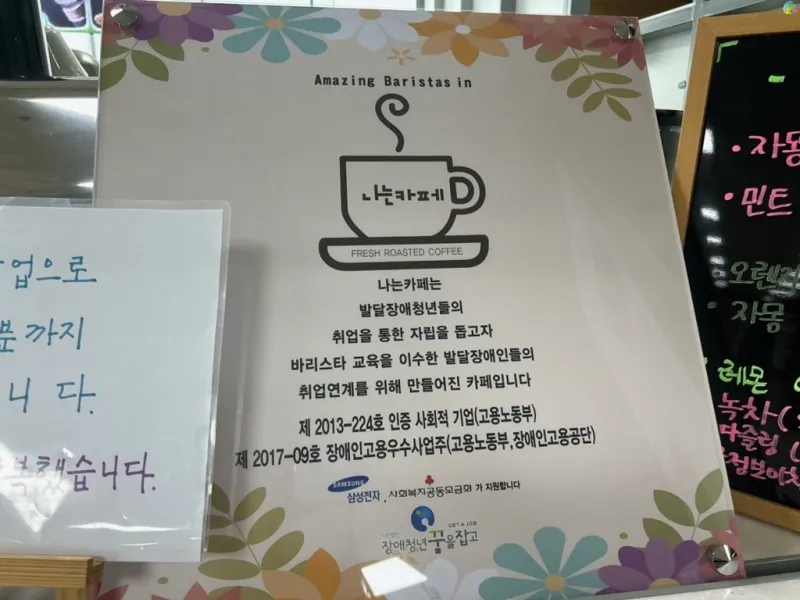 Amazing Baristas in
나는카페
FRESH ROASTED COFFEE
나는카페는
발달장애청년들의
취업을 통한 자립을 돕고자
바리스타 교육을 이수한 발달장애인들의
취업연계를 위해 만들어진 카페입니다
제 2013-224호 인증 사회적 기업(고용노동부)
제 2017-09호 장애인고용우수사업주(고용노동부,장애인고용공단)
SAMSUNG
삼성전자 , 사회복지공동모금회 가 지원합니다
GET A JOB
장애청년 꿈을잡고
업으로
분까지
니다.
했습니다.
• 자몽
• 민트
• 오렌지
• 자몽
• 레몬
녹차(